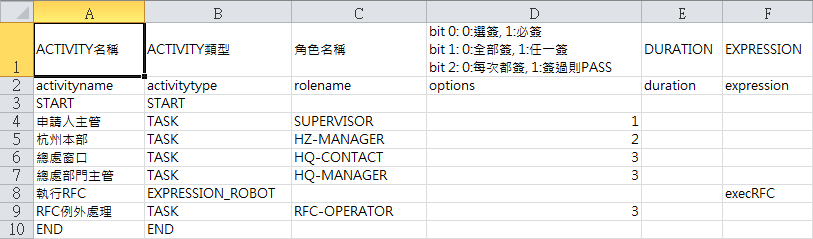 A B C D E F
1 ACTIVITY名稱 ACTIVITY類型 角色名稱 bit 0: 0:選簽, 1:必簽
bit 1: 0:全部簽, 1:任一簽
bit 2: 0:每次都簽, 1:簽過則PASS DURATION EXPRESSION
2 activityname activitytype rolename options duration expression
3 START START
4 申請人主管 TASK SUPERVISOR 1
5 杭州本部 TASK HZ-MANAGER 2
6 總處窗口 TASK HQ-CONTACT 3
7 總處部門主管 TASK HQ-MANAGER 3
8 執行RFC EXPRESSION_ROBOT execRFC
9 RFC例外處理 TASK RFC-OPERATOR 3
10 END END